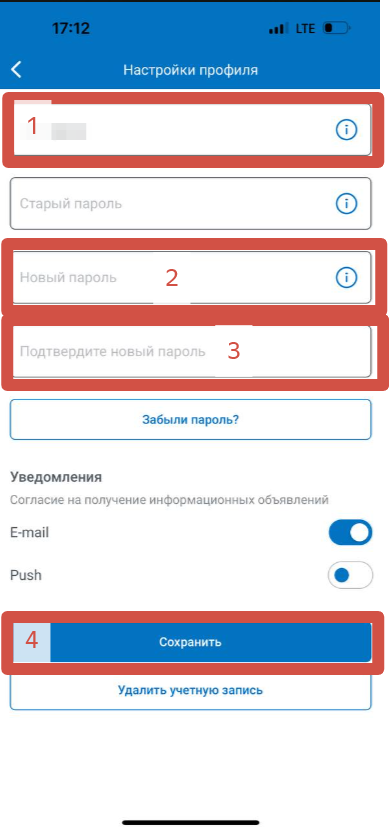 17:12 LTE
Настройки профиля
1
Старый пароль
Новый пароль 2
Подтвердите новый пароль 3
Забыли пароль?
Уведомления
Согласие на получение информационных объявлений
E-mail
Push
4 Сохранить
Удалить учетную запись